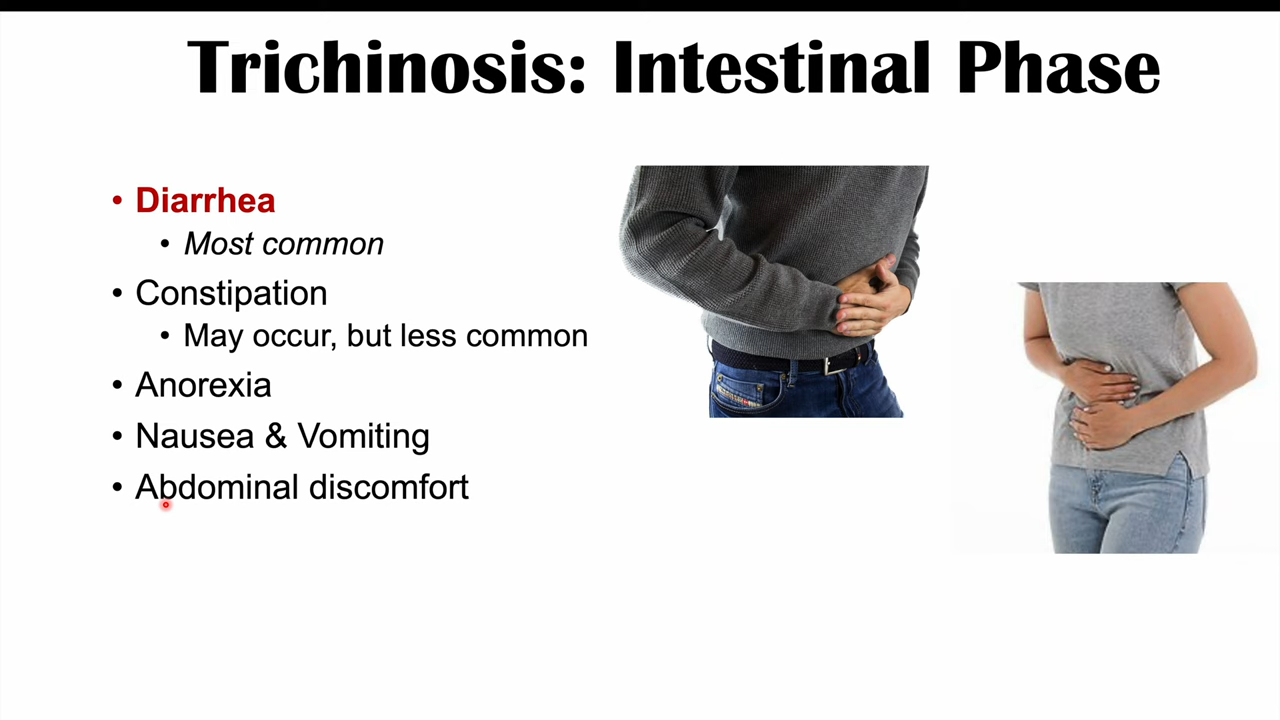 Trichinosis: Intestinal Phase
• Diarrhea
• Most common
• Constipation
• May occur, but less common
• Anorexia
• Nausea & Vomiting
• Abdominal discomfort